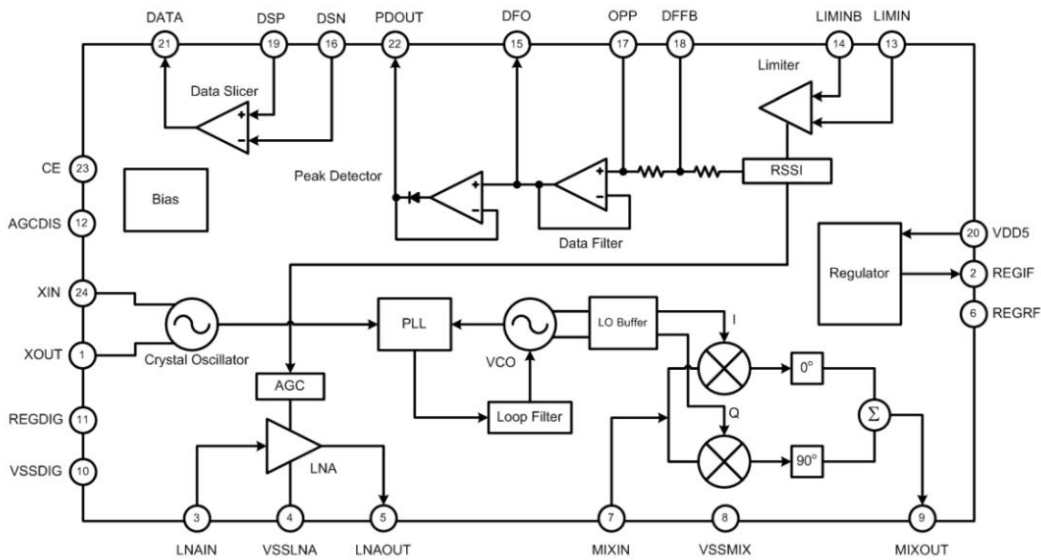 DATA DSP DSN PDOUT DFO OPP DFFB LIMINB LIMIN
21 19 16 22 15 17 18 14 13
Limiter
Data Slicer
+
−
CE
23
Peak Detector
+
−
+
−
RSSI
Bias
AGCDIS
12
Data Filter
20 VDD5
Regulator
2 REGIF
XIN
24
6 REGRF
PLL
LO Buffer
I
XOUT
1
Crystal Oscillator
VCO
0°
AGC
Loop Filter
Q
Σ
REGDIG
11
LNA
90°
VSSDIG
10
3 4 5 7 8 9
LNAIN VSSLNA LNAOUT MIXIN VSSMIX MIXOUT